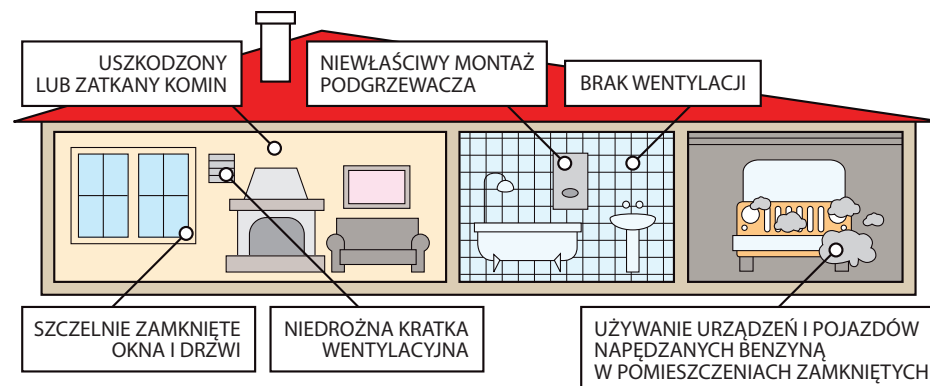 USZKODZONY
LUB ZATKANY KOMIN
NIEWŁAŚCIWY MONTAŻ
PODGRZEWACZA
BRAK WENTYLACJI
SZCZELNIE ZAMKNIĘTE
OKNA I DRZWI
NIEDROŻNA KRATKA
WENTYLACYJNA
UŻYWANIE URZĄDZEŃ I POJAZDÓW
NAPĘDZANYCH BENZYNĄ
W POMIESZCZENIACH ZAMKNIĘTYCH